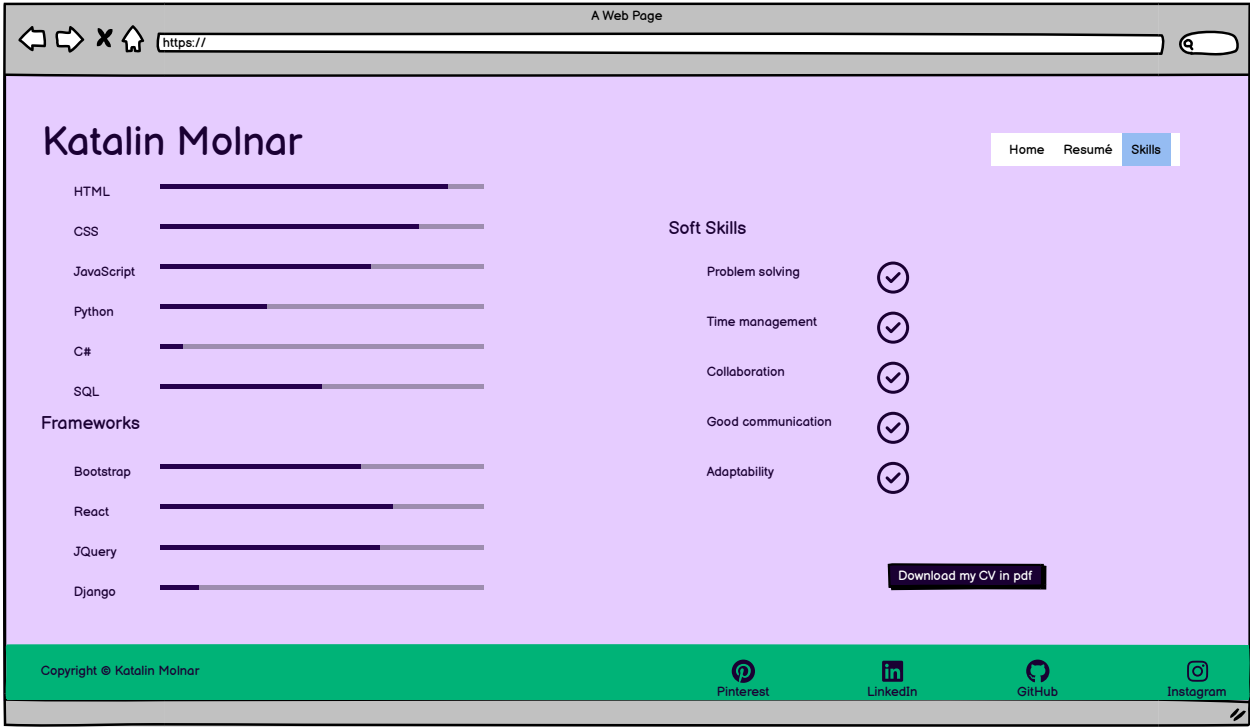 A Web Page
https://
Katalin Molnar
Home Resumé Skills
HTML
CSS
JavaScript
Python
C#
SQL
Frameworks
Bootstrap
React
JQuery
Django
Soft Skills
Problem solving
Time management
Collaboration
Good communication
Adaptability
Download my CV in pdf
Copyright © Katalin Molnar
Pinterest
LinkedIn
GitHub
Instagram